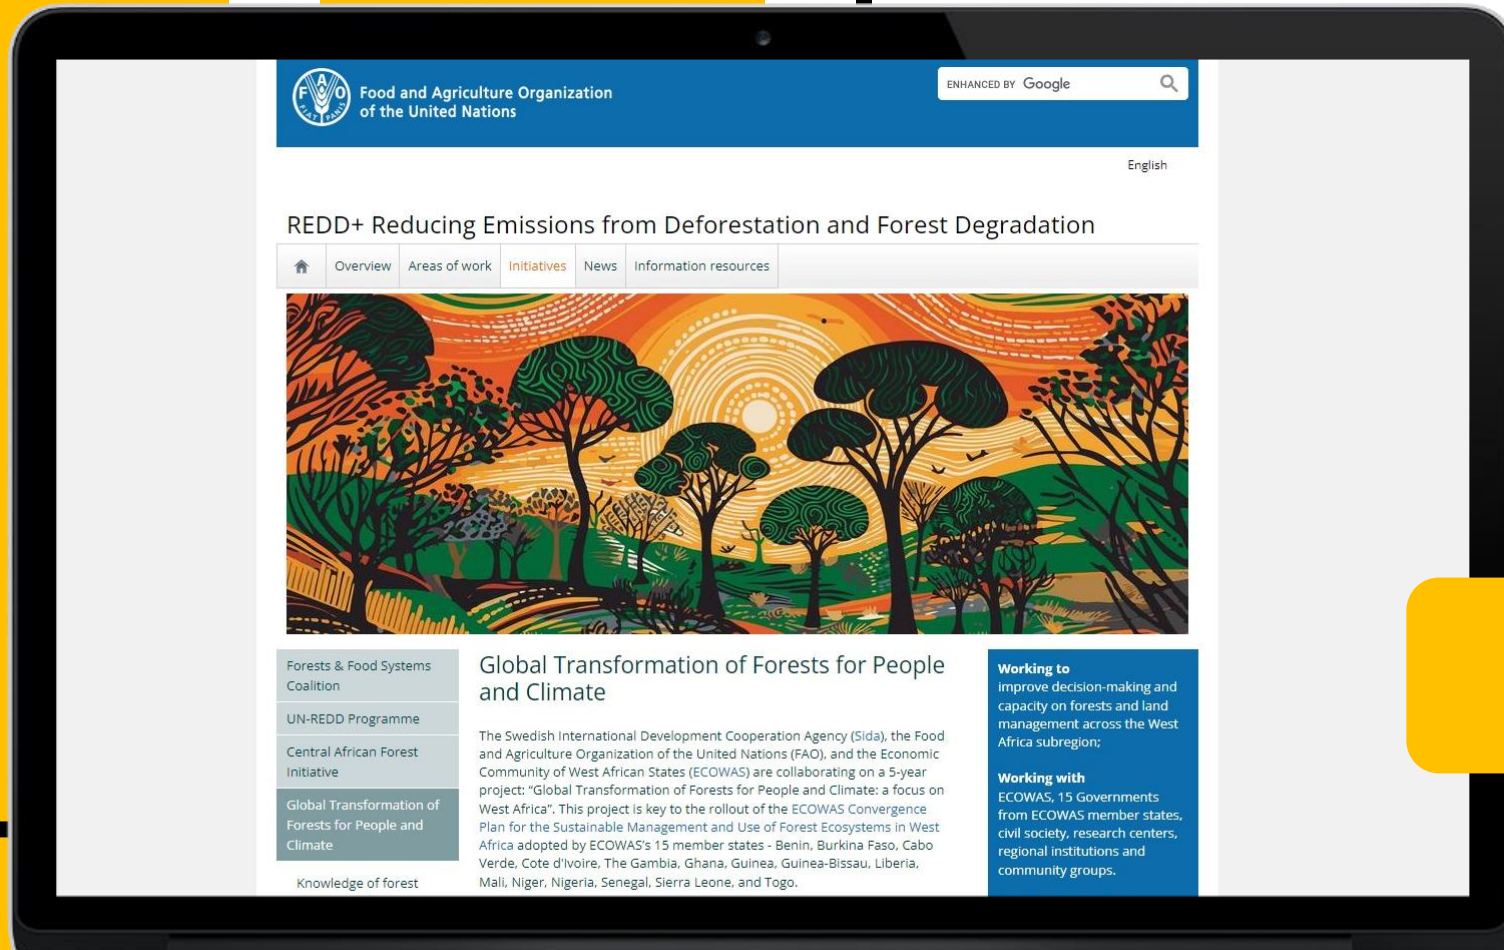 FAO
FIAT PANIS
Food and Agriculture Organization
of the United Nations
ENHANCED BY Google
English
REDD+ Reducing Emissions from Deforestation and Forest Degradation
Overview Areas of work Initiatives News Information resources
Forests & Food Systems
Coalition
UN-REDD Programme
Central African Forest
Initiative
Global Transformation of
Forests for People and
Climate
Knowledge of forest
Global Transformation of Forests for People
and Climate
The Swedish International Development Cooperation Agency (Sida), the Food
and Agriculture Organization of the United Nations (FAO), and the Economic
Community of West African States (ECOWAS) are collaborating on a 5-year
project: “Global Transformation of Forests for People and Climate: a focus on
West Africa”. This project is key to the rollout of the ECOWAS Convergence
Plan for the Sustainable Management and Use of Forest Ecosystems in West
Africa adopted by ECOWAS’s 15 member states - Benin, Burkina Faso, Cabo
Verde, Cote d'Ivoire, The Gambia, Ghana, Guinea, Guinea-Bissau, Liberia,
Mali, Niger, Nigeria, Senegal, Sierra Leone, and Togo.
Working to
improve decision-making and
capacity on forests and land
management across the West
Africa subregion;
Working with
ECOWAS, 15 Governments
from ECOWAS member states,
civil society, research centers,
regional institutions and
community groups.